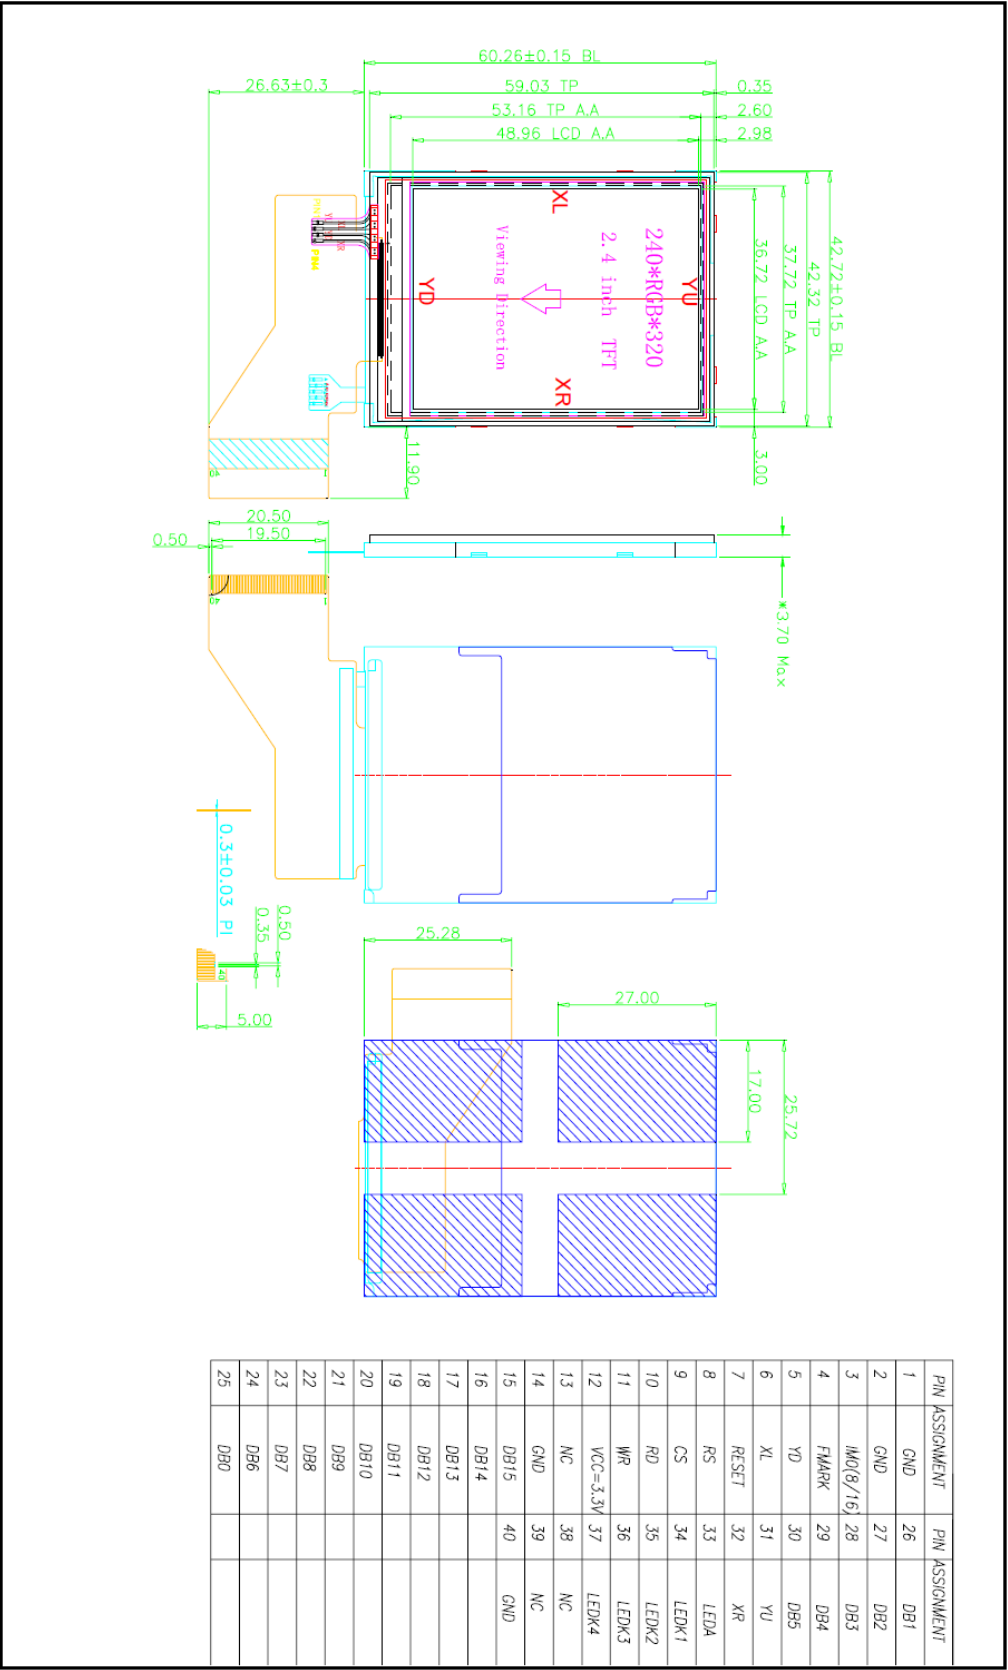 60.26±0.15 BL
26.63±0.3
59.03 TP
0.35
53.16 TP A.A
2.60
48.96 LCD A.A
2.98
XL
YU
YD
XR
240*RGB*320
2.4 inch TFT
Viewing Direction
36.72 LCD A.A
37.72 TP A.A
42.32 TP
42.72±0.15 BL
3.00
11.90
1
40
20.50
19.50
0.50
1
40
*3.70 Max
0.3±0.03 PI
0.50
0.35
40
5.00
25.28
27.00
17.00
25.72
PIN ASSIGNMENT PIN ASSIGNMENT
1 GND 26 DB1
2 GND 27 DB2
3 IMO(8/16) 28 DB3
4 FMARK 29 DB4
5 YD 30 DB5
6 XL 31 YU
7 RESET 32 XR
8 RS 33 LEDA
9 CS 34 LEDK1
10 RD 35 LEDK2
11 WR 36 LEDK3
12 VCC=3.3V 37 LEDK4
13 NC 38 NC
14 GND 39 NC
15 DB15 40 GND
16 DB14
17 DB13
18 DB12
19 DB11
20 DB10
21 DB9
22 DB8
23 DB7
24 DB6
25 DB0